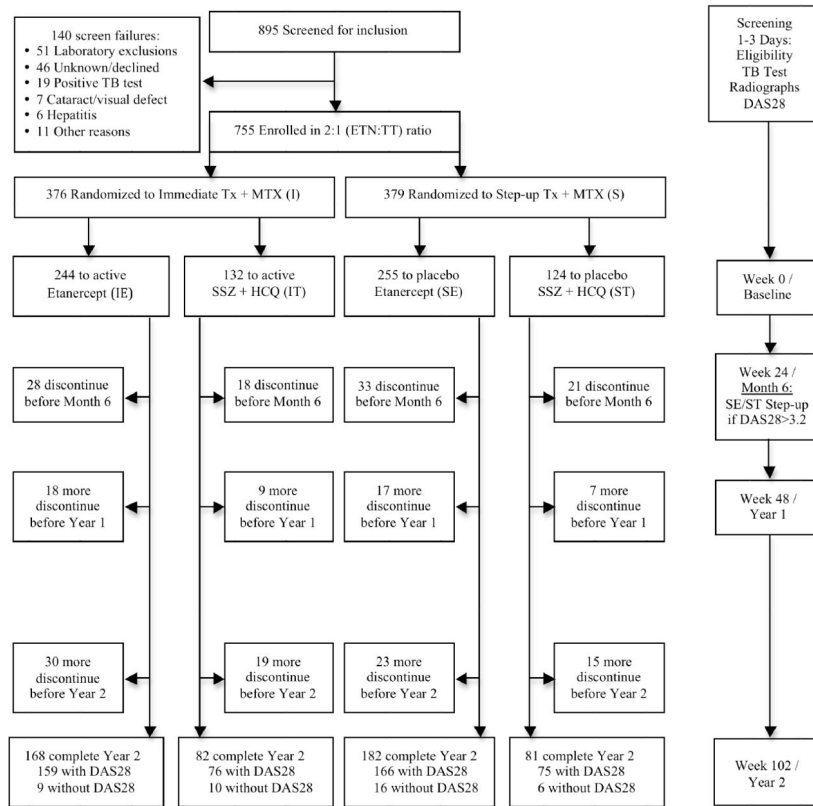 140 screen failures:
• 51 Laboratory exclusions
• 46 Unknown/declined
• 19 Positive TB test
• 7 Cataract/visual defect
• 6 Hepatitis
• 11 Other reasons
895 Screened for inclusion
755 Enrolled in 2:1 (ETN:TT) ratio
376 Randomized to Immediate Tx + MTX (I)
379 Randomized to Step-up Tx + MTX (S)
244 to active
Etanercept (IE)
132 to active
SSZ + HCQ (IT)
255 to placebo
Etanercept (SE)
124 to placebo
SSZ + HCQ (ST)
28 discontinue
before Month 6
18 discontinue
before Month 6
33 discontinue
before Month 6
21 discontinue
before Month 6
18 more
discontinue
before Year 1
9 more
discontinue
before Year 1
17 more
discontinue
before Year 1
7 more
discontinue
before Year 1
30 more
discontinue
before Year 2
19 more
discontinue
before Year 2
23 more
discontinue
before Year 2
15 more
discontinue
before Year 2
168 complete Year 2
159 with DAS28
9 without DAS28
82 complete Year 2
76 with DAS28
10 without DAS28
182 complete Year 2
166 with DAS28
16 without DAS28
81 complete Year 2
75 with DAS28
6 without DAS28
Screening
1-3 Days:
Eligibility
TB Test
Radiographs
DAS28
Week 0 /
Baseline
Week 24 /
Month 6:
SE/ST Step-up
if DAS28>3.2
Week 48 /
Year 1
Week 102 /
Year 2